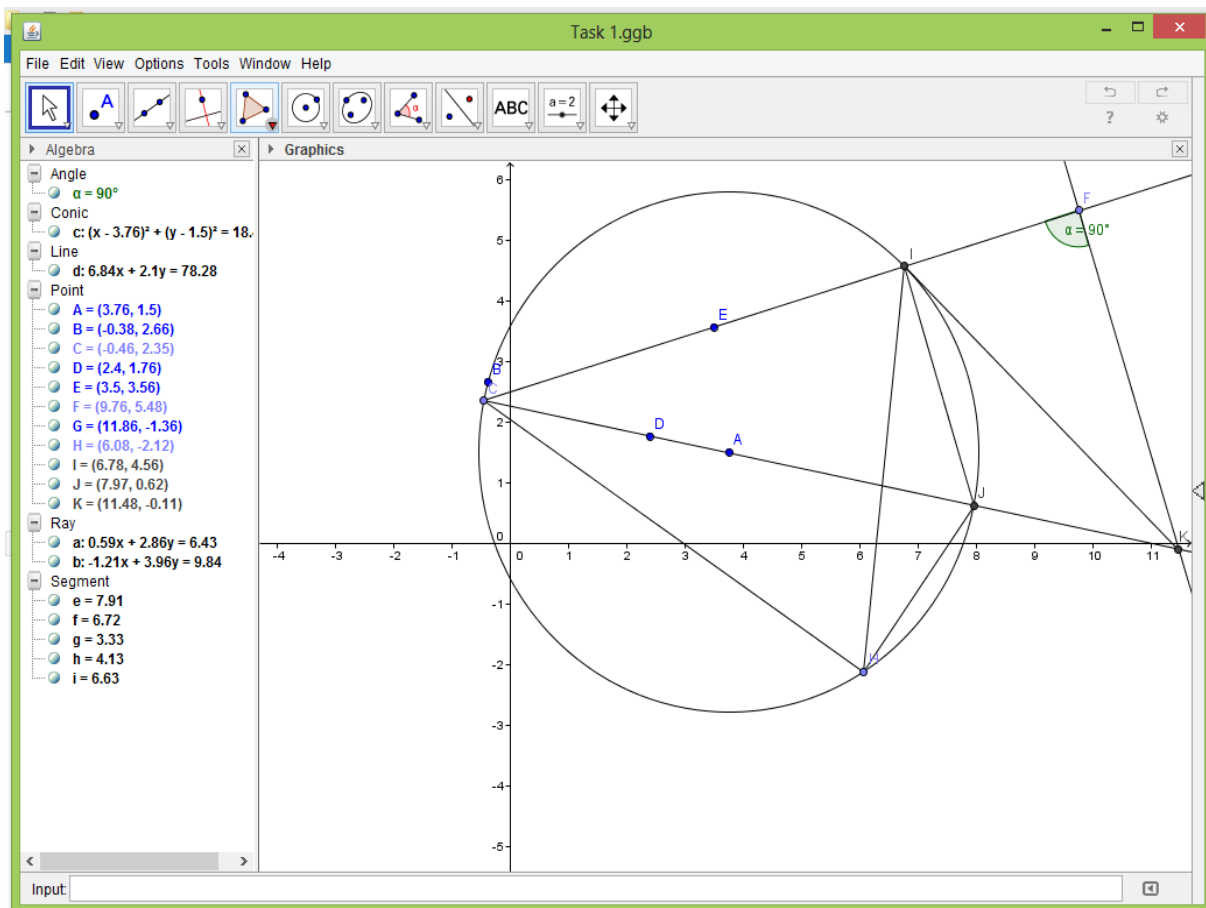 Task 1.ggb
File Edit View Options Tools Window Help
A
α
ABC
a = 2
?
Algebra
Graphics
Angle
α = 90°
Conic
c: (x - 3.76)² + (y - 1.5)² = 18.
Line
d: 6.84x + 2.1y = 78.28
Point
A = (3.76, 1.5)
B = (-0.38, 2.66)
C = (-0.46, 2.35)
D = (2.4, 1.76)
E = (3.5, 3.56)
F = (9.76, 5.48)
G = (11.86, -1.36)
H = (6.08, -2.12)
I = (6.78, 4.56)
J = (7.97, 0.62)
K = (11.48, -0.11)
Ray
a: 0.59x + 2.86y = 6.43
b: -1.21x + 3.96y = 9.84
Segment
e = 7.91
f = 6.72
g = 3.33
h = 4.13
i = 6.63
6
F
α = 90°
5
I
4
E
3
B
C
2
D
A
1
J
0
K
-4 -3 -2 -1 0 1 2 3 4 5 6 7 8 9 10 11
-1
H
-2
-3
-4
-5
Input: